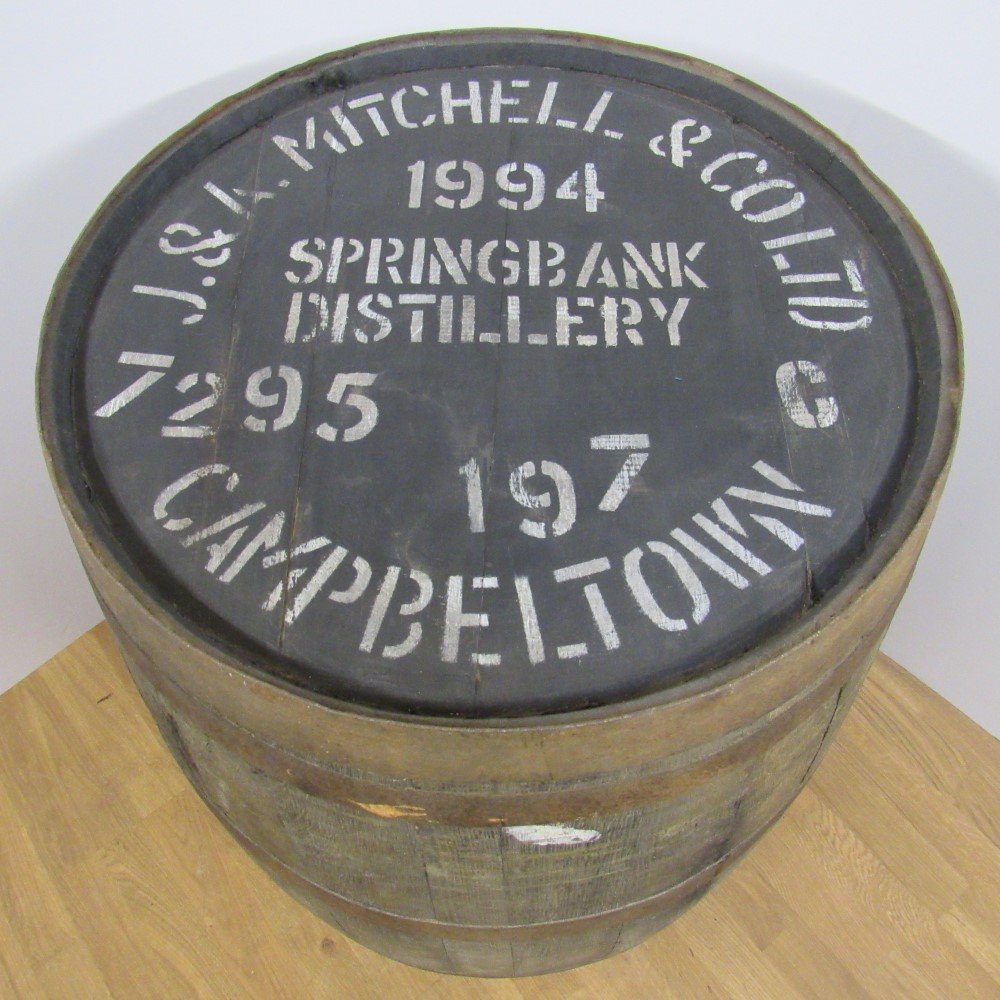 J. & A. MITCHELL & CO LTD
1994
SPRINGBANK
DISTILLERY
7295 C
197
CAMPBELTOWN